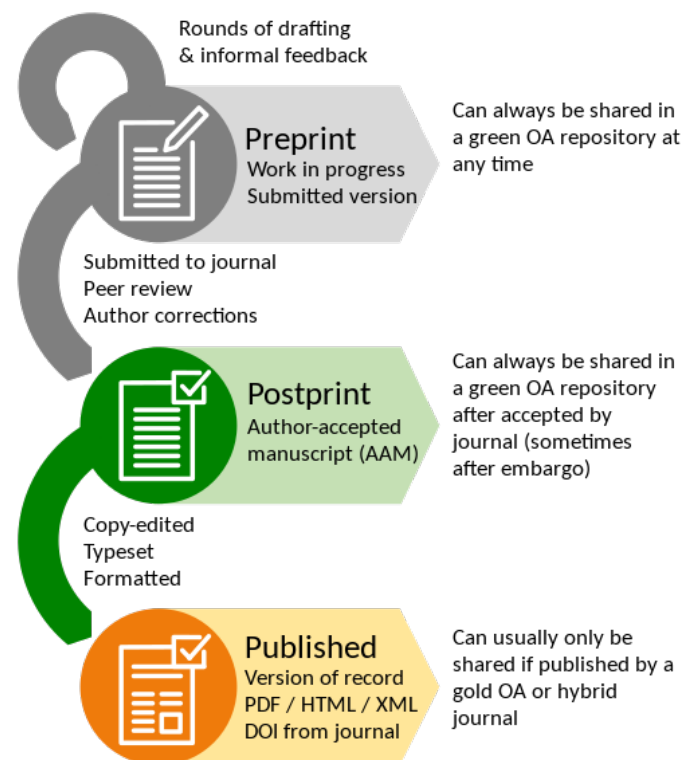 Rounds of drafting
& informal feedback
Preprint
Work in progress
Submitted version
Can always be shared in
a green OA repository at
any time
Submitted to journal
Peer review
Author corrections
Postprint
Author-accepted
manuscript (AAM)
Can always be shared in
a green OA repository
after accepted by
journal (sometimes
after embargo)
Copy-edited
Typeset
Formatted
Published
Version of record
PDF / HTML / XML
DOI from journal
Can usually only be
shared if published by a
gold OA or hybrid
journal